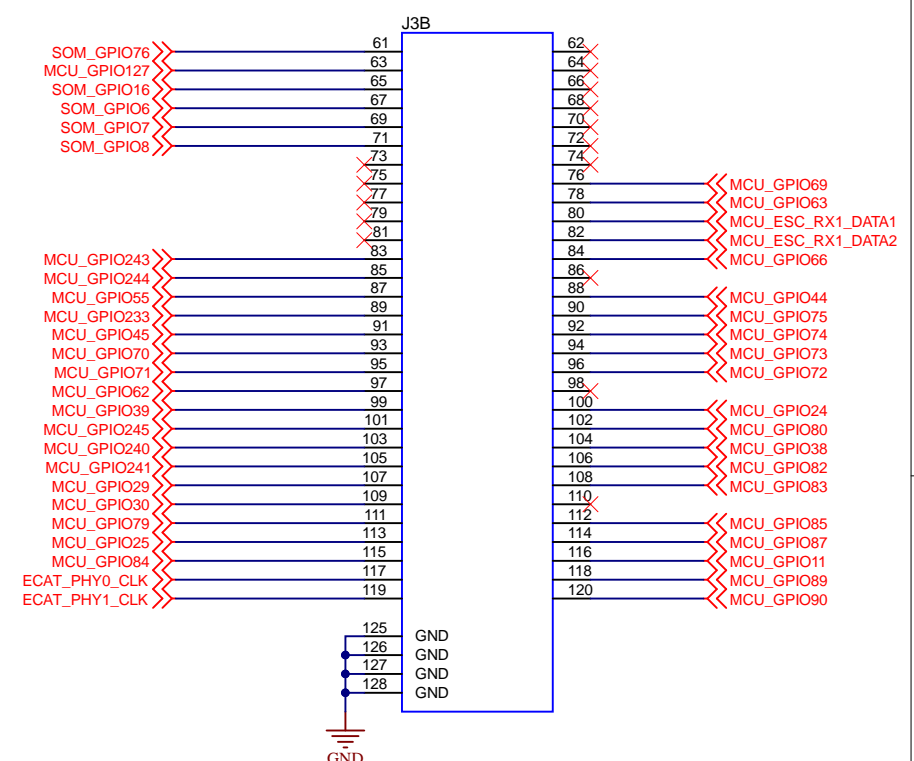 J3B
SOM_GPIO76 61 62
MCU_GPIO127 63 64
SOM_GPIO16 65 66
SOM_GPIO6 67 68
SOM_GPIO7 69 70
SOM_GPIO8 71 72
73 74
75 76 MCU_GPIO69
77 78 MCU_GPIO63
79 80 MCU_ESC_RX1_DATA1
81 82 MCU_ESC_RX1_DATA2
MCU_GPIO243 83 84 MCU_GPIO66
MCU_GPIO244 85 86
MCU_GPIO55 87 88 MCU_GPIO44
MCU_GPIO233 89 90 MCU_GPIO75
MCU_GPIO45 91 92 MCU_GPIO74
MCU_GPIO70 93 94 MCU_GPIO73
MCU_GPIO71 95 96 MCU_GPIO72
MCU_GPIO62 97 98
MCU_GPIO39 99 100 MCU_GPIO24
MCU_GPIO245 101 102 MCU_GPIO80
MCU_GPIO240 103 104 MCU_GPIO38
MCU_GPIO241 105 106 MCU_GPIO82
MCU_GPIO29 107 108 MCU_GPIO83
MCU_GPIO30 109 110
MCU_GPIO79 111 112 MCU_GPIO85
MCU_GPIO25 113 114 MCU_GPIO87
MCU_GPIO84 115 116 MCU_GPIO11
ECAT_PHY0_CLK 117 118 MCU_GPIO89
ECAT_PHY1_CLK 119 120 MCU_GPIO90
125 GND
126 GND
127 GND
128 GND
GND